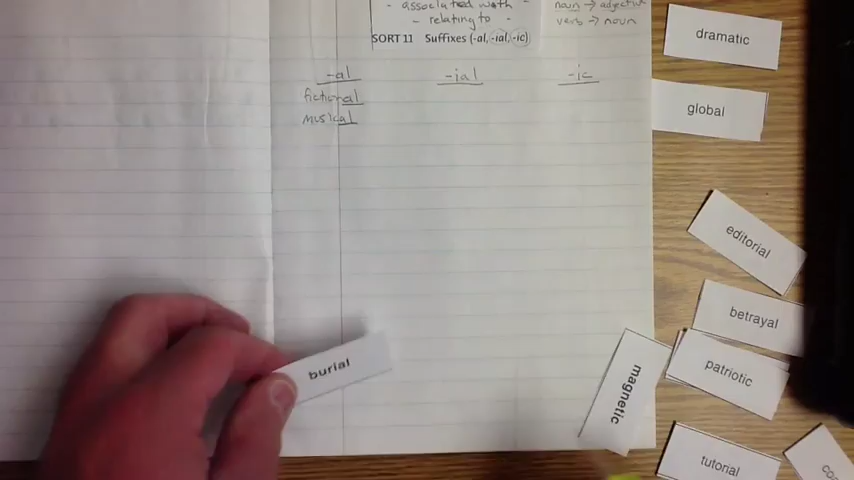 - associated with -
- relating to -
SORT 11 Suffixes (-al, -ial, -ic)
noun → adjective
verb → noun
-al -ial -ic
fictional
musical
dramatic
global
editorial
betrayal
patriotic
magnetic
tutorial
burial